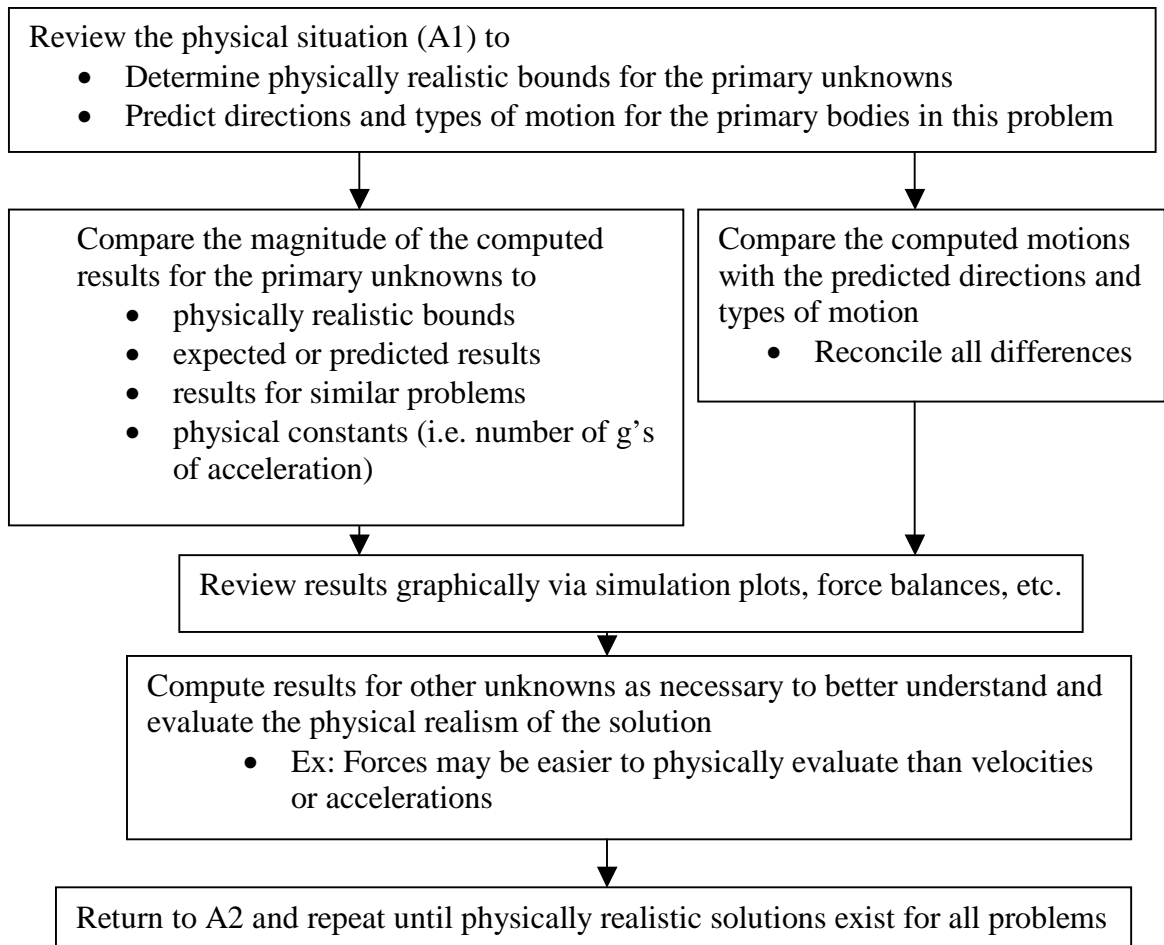 Review the physical situation (A1) to
• Determine physically realistic bounds for the primary unknowns
• Predict directions and types of motion for the primary bodies in this problem
Compare the magnitude of the computed
results for the primary unknowns to
• physically realistic bounds
• expected or predicted results
• results for similar problems
• physical constants (i.e. number of g’s
of acceleration)
Compare the computed motions
with the predicted directions and
types of motion
• Reconcile all differences
Review results graphically via simulation plots, force balances, etc.
Compute results for other unknowns as necessary to better understand and
evaluate the physical realism of the solution
• Ex: Forces may be easier to physically evaluate than velocities
or accelerations
Return to A2 and repeat until physically realistic solutions exist for all problems